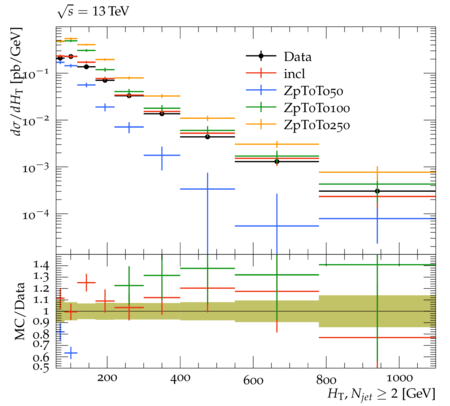 √s = 13 TeV
dσ/dH_T [pb/GeV]
10^−1
10^−2
10^−3
10^−4
Data
incl
ZpToTo50
ZpToTo100
ZpToTo250
MC/Data
1.4
1.3
1.2
1.1
1
0.9
0.8
0.7
0.6
0.5
200 400 600 800 1000
H_T, N_jet ≥ 2 [GeV]